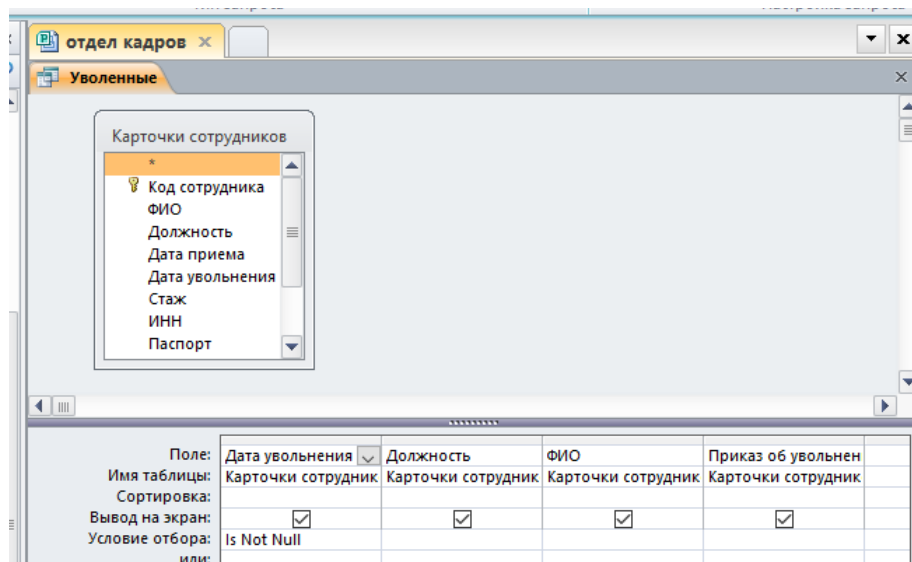 отдел кадров
Уволенные
Карточки сотрудников
*
Код сотрудника
ФИО
Должность
Дата приема
Дата увольнения
Стаж
ИНН
Паспорт
Поле: Дата увольнения Должность ФИО Приказ об увольнен
Имя таблицы: Карточки сотрудник Карточки сотрудник Карточки сотрудник Карточки сотрудник
Сортировка:
Вывод на экран:
Условие отбора: Is Not Null
или: